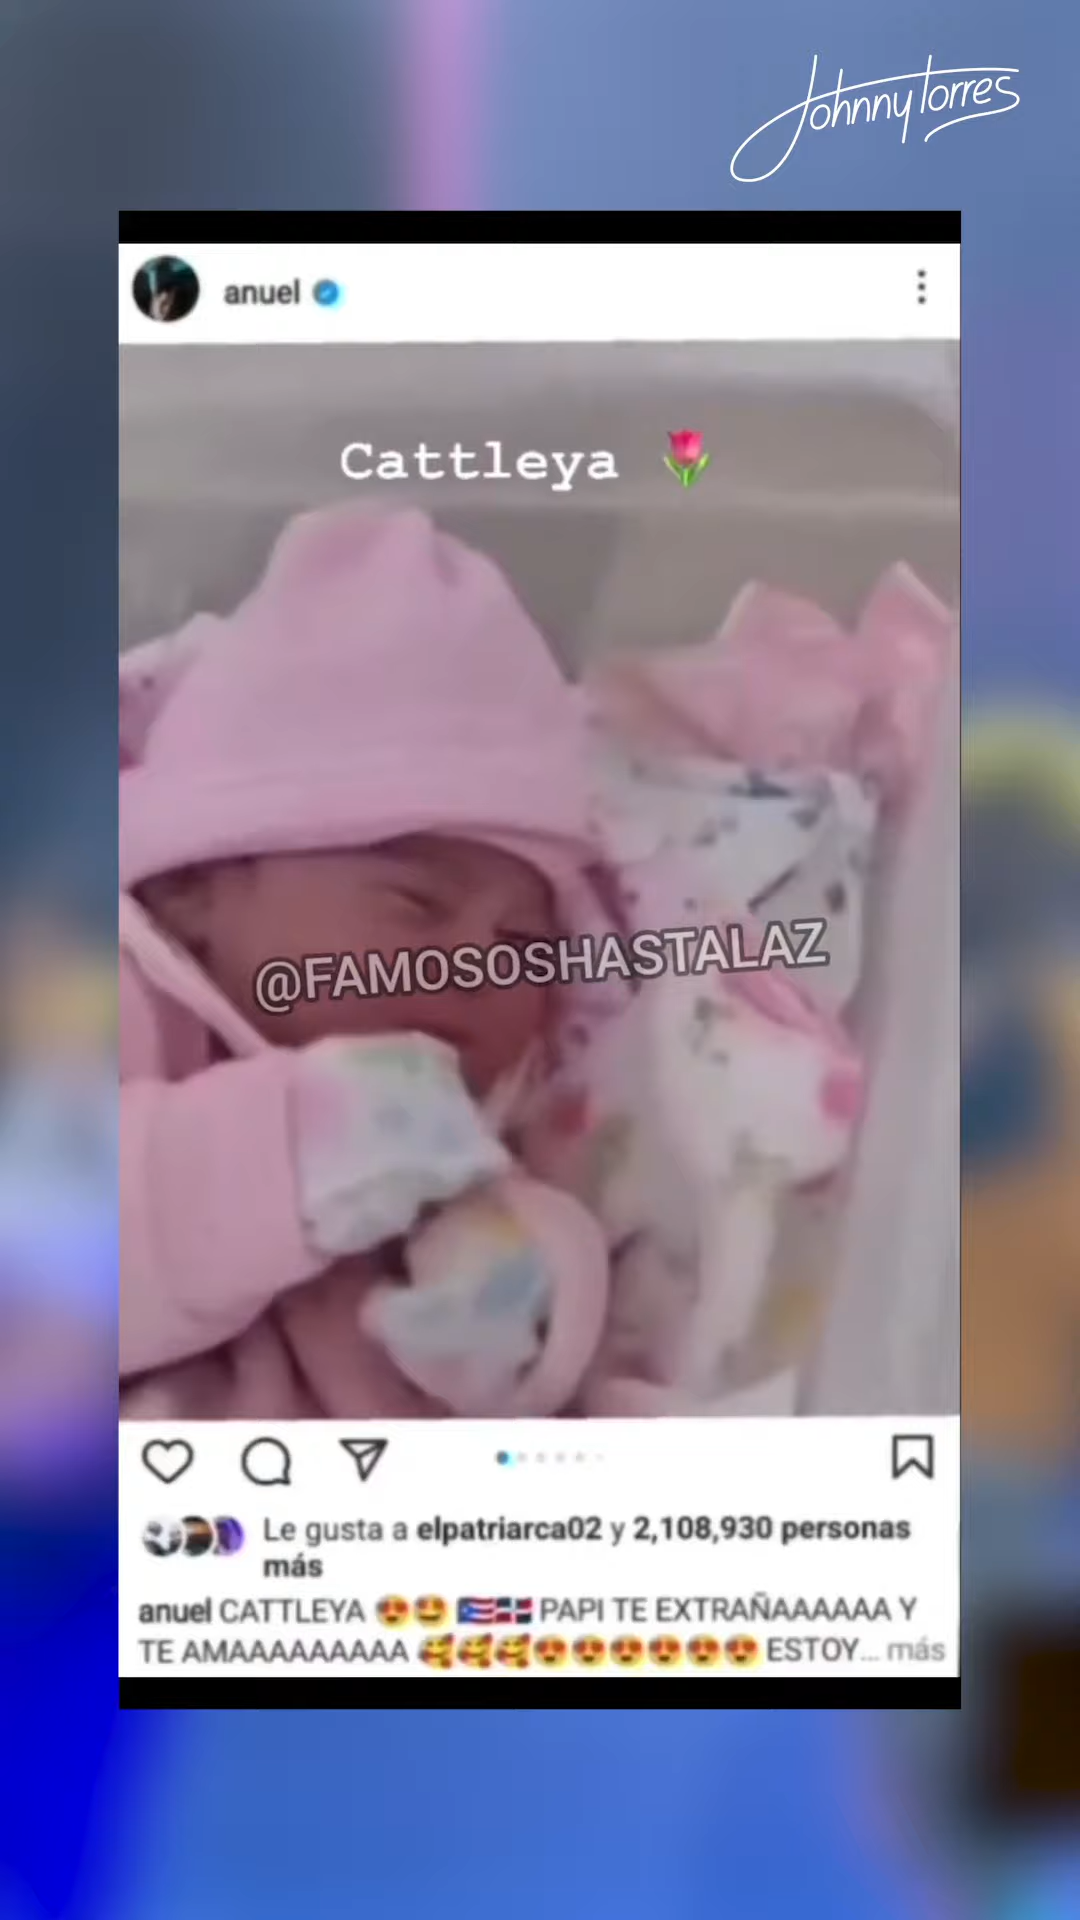 Johnny Torres
anuel
Cattleya
@FAMOSOSHASTALAZ
Le gusta a elpatriarca02 y 2,108,930 personas
más
anuel CATTLEYA 😍🤩 🇵🇷🇩🇴 PAPI TE EXTRAÑAAAAAA Y
TE AMAAAAAAAAA 🥰🥰🥰😍😍😍😍😍😍 ESTOY... más